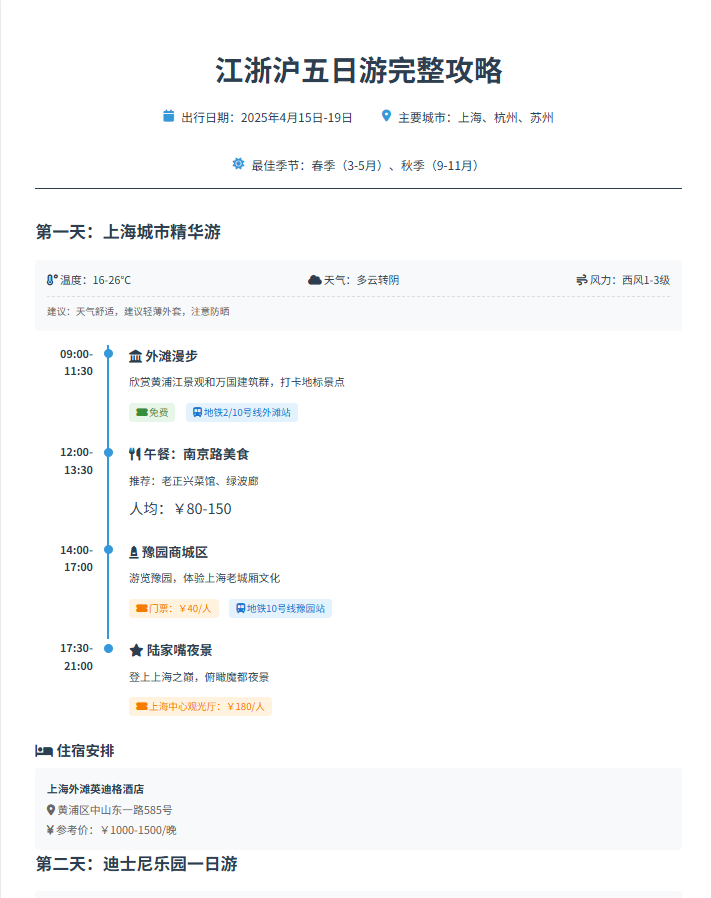 江浙沪五日游完整攻略
出行日期：2025年4月15日-19日 主要城市：上海、杭州、苏州
最佳季节：春季（3-5月）、秋季（9-11月）
第一天：上海城市精华游
温度：16-26°C 天气：多云转阴 风力：西风1-3级
建议：天气舒适，建议轻薄外套，注意防晒
09:00-
11:30
外滩漫步
欣赏黄浦江景观和万国建筑群，打卡地标景点
免费 地铁2/10号线外滩站
12:00-
13:30
午餐：南京路美食
推荐：老正兴菜馆、绿波廊
人均：￥80-150
14:00-
17:00
豫园商城区
游览豫园，体验上海老城厢文化
门票：￥40/人 地铁10号线豫园站
17:30-
21:00
陆家嘴夜景
登上上海之巅，俯瞰魔都夜景
上海中心观光厅：￥180/人
住宿安排
上海外滩英迪格酒店
黄浦区中山东一路585号
参考价：￥1000-1500/晚
第二天：迪士尼乐园一日游